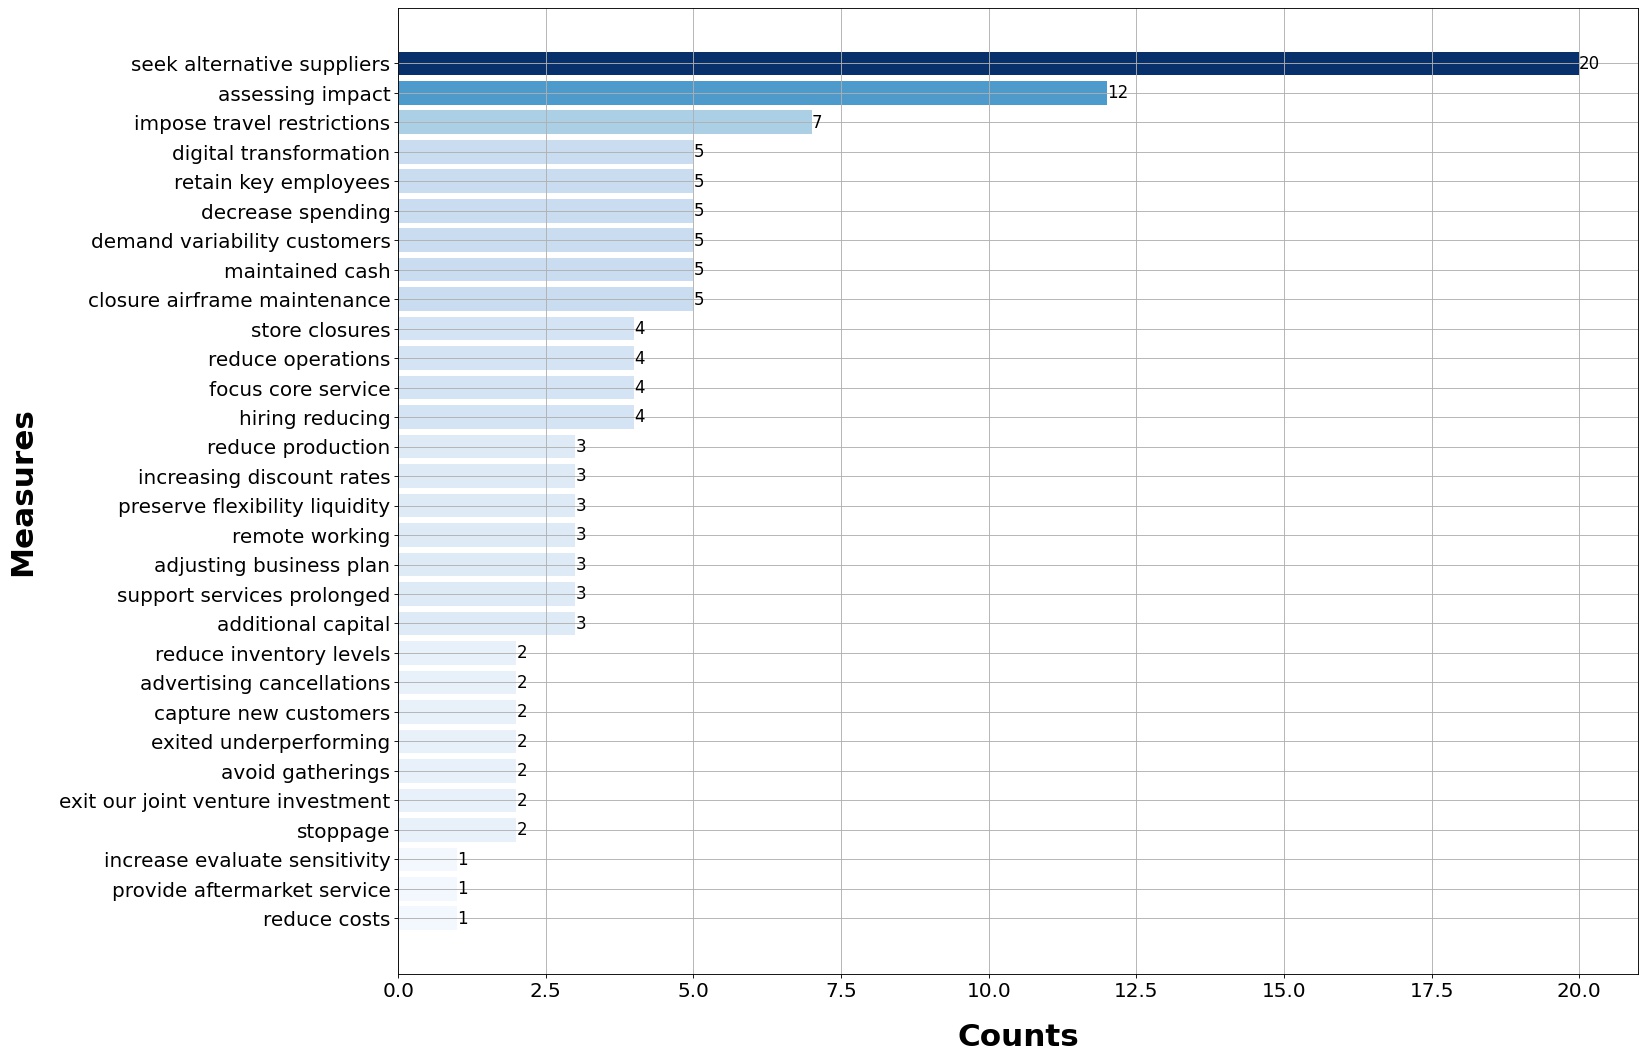 seek alternative suppliers 20
assessing impact 12
impose travel restrictions 7
digital transformation 5
retain key employees 5
decrease spending 5
demand variability customers 5
maintained cash 5
closure airframe maintenance 5
store closures 4
reduce operations 4
focus core service 4
hiring reducing 4
reduce production 3
increasing discount rates 3
preserve flexibility liquidity 3
remote working 3
adjusting business plan 3
support services prolonged 3
additional capital 3
reduce inventory levels 2
advertising cancellations 2
capture new customers 2
exited underperforming 2
avoid gatherings 2
exit our joint venture investment 2
stoppage 2
increase evaluate sensitivity 1
provide aftermarket service 1
reduce costs 1
Measures
0.0 2.5 5.0 7.5 10.0 12.5 15.0 17.5 20.0
Counts